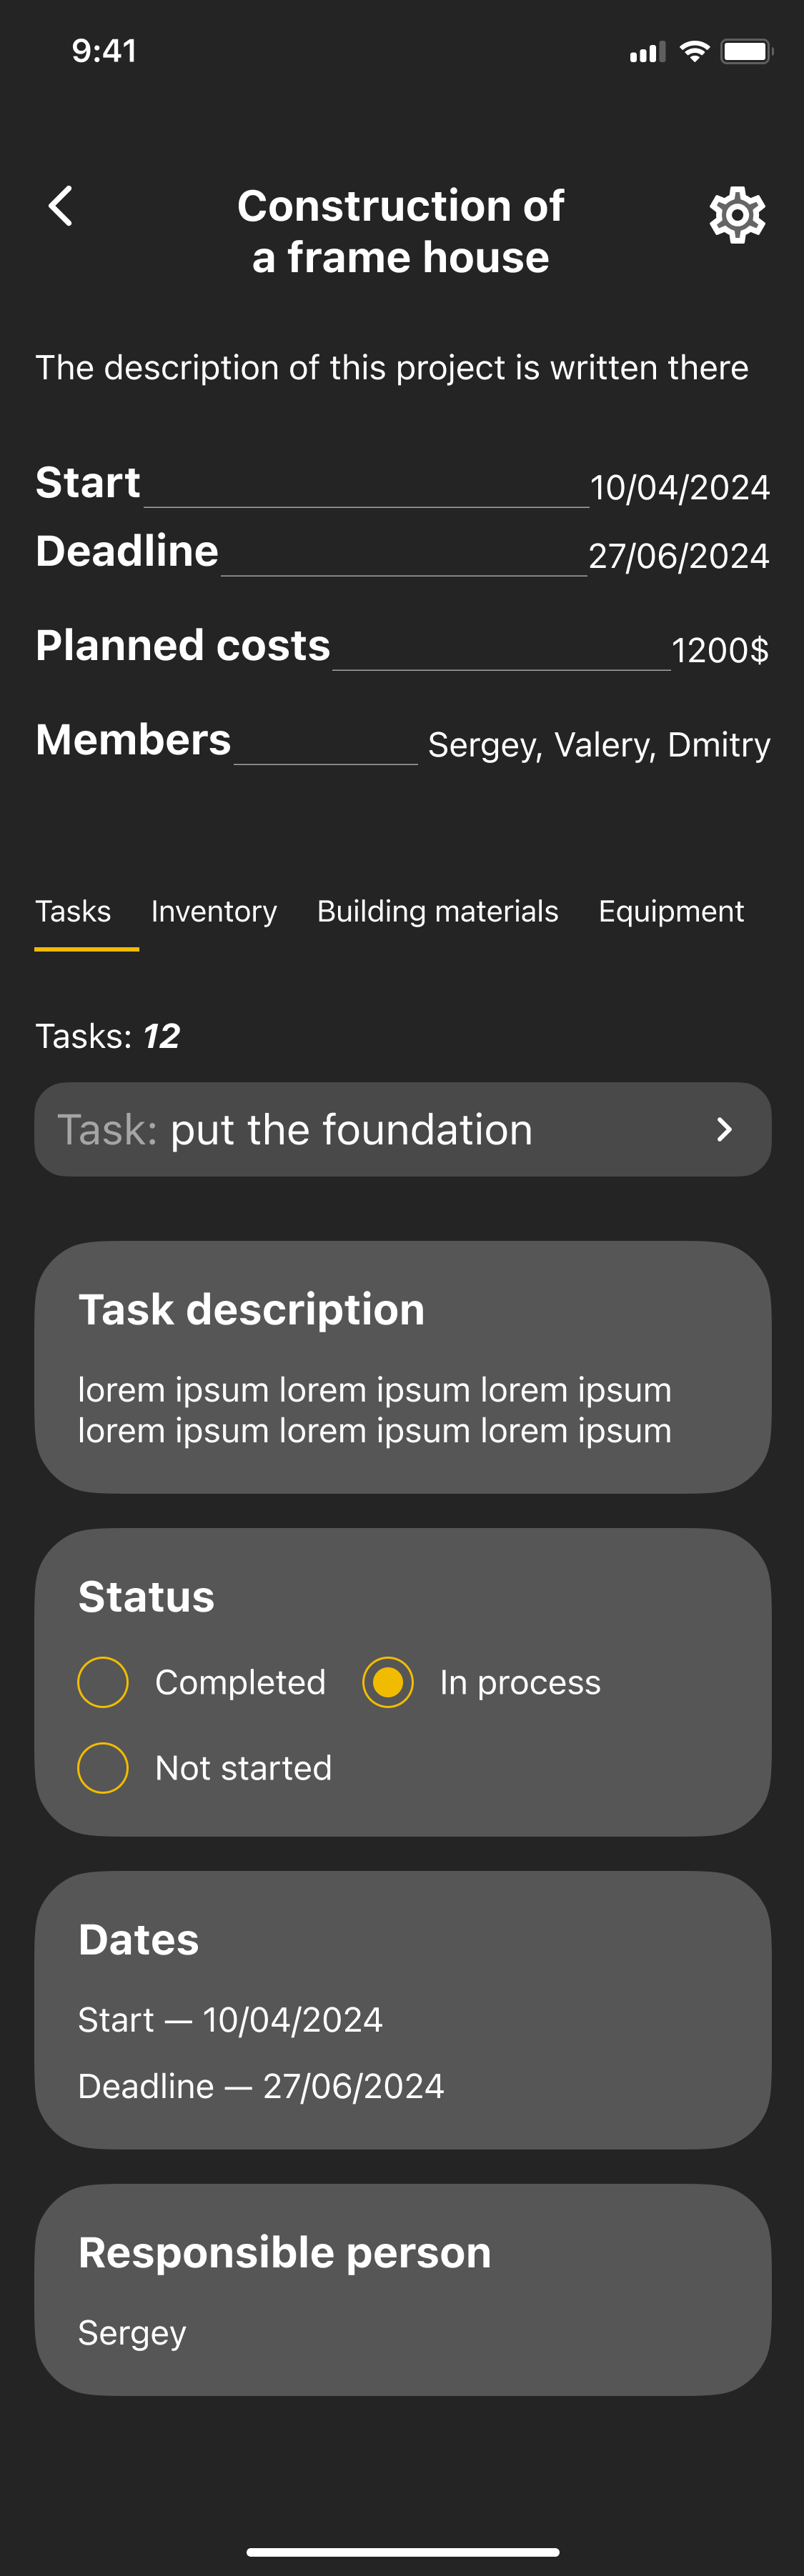 9:41
Construction of
a frame house
The description of this project is written there
Start 10/04/2024
Deadline 27/06/2024
Planned costs 1200$
Members Sergey, Valery, Dmitry
Tasks Inventory Building materials Equipment
Tasks: 12
Task: put the foundation
Task description
lorem ipsum lorem ipsum lorem ipsum
lorem ipsum lorem ipsum lorem ipsum
Status
Completed In process
Not started
Dates
Start — 10/04/2024
Deadline — 27/06/2024
Responsible person
Sergey